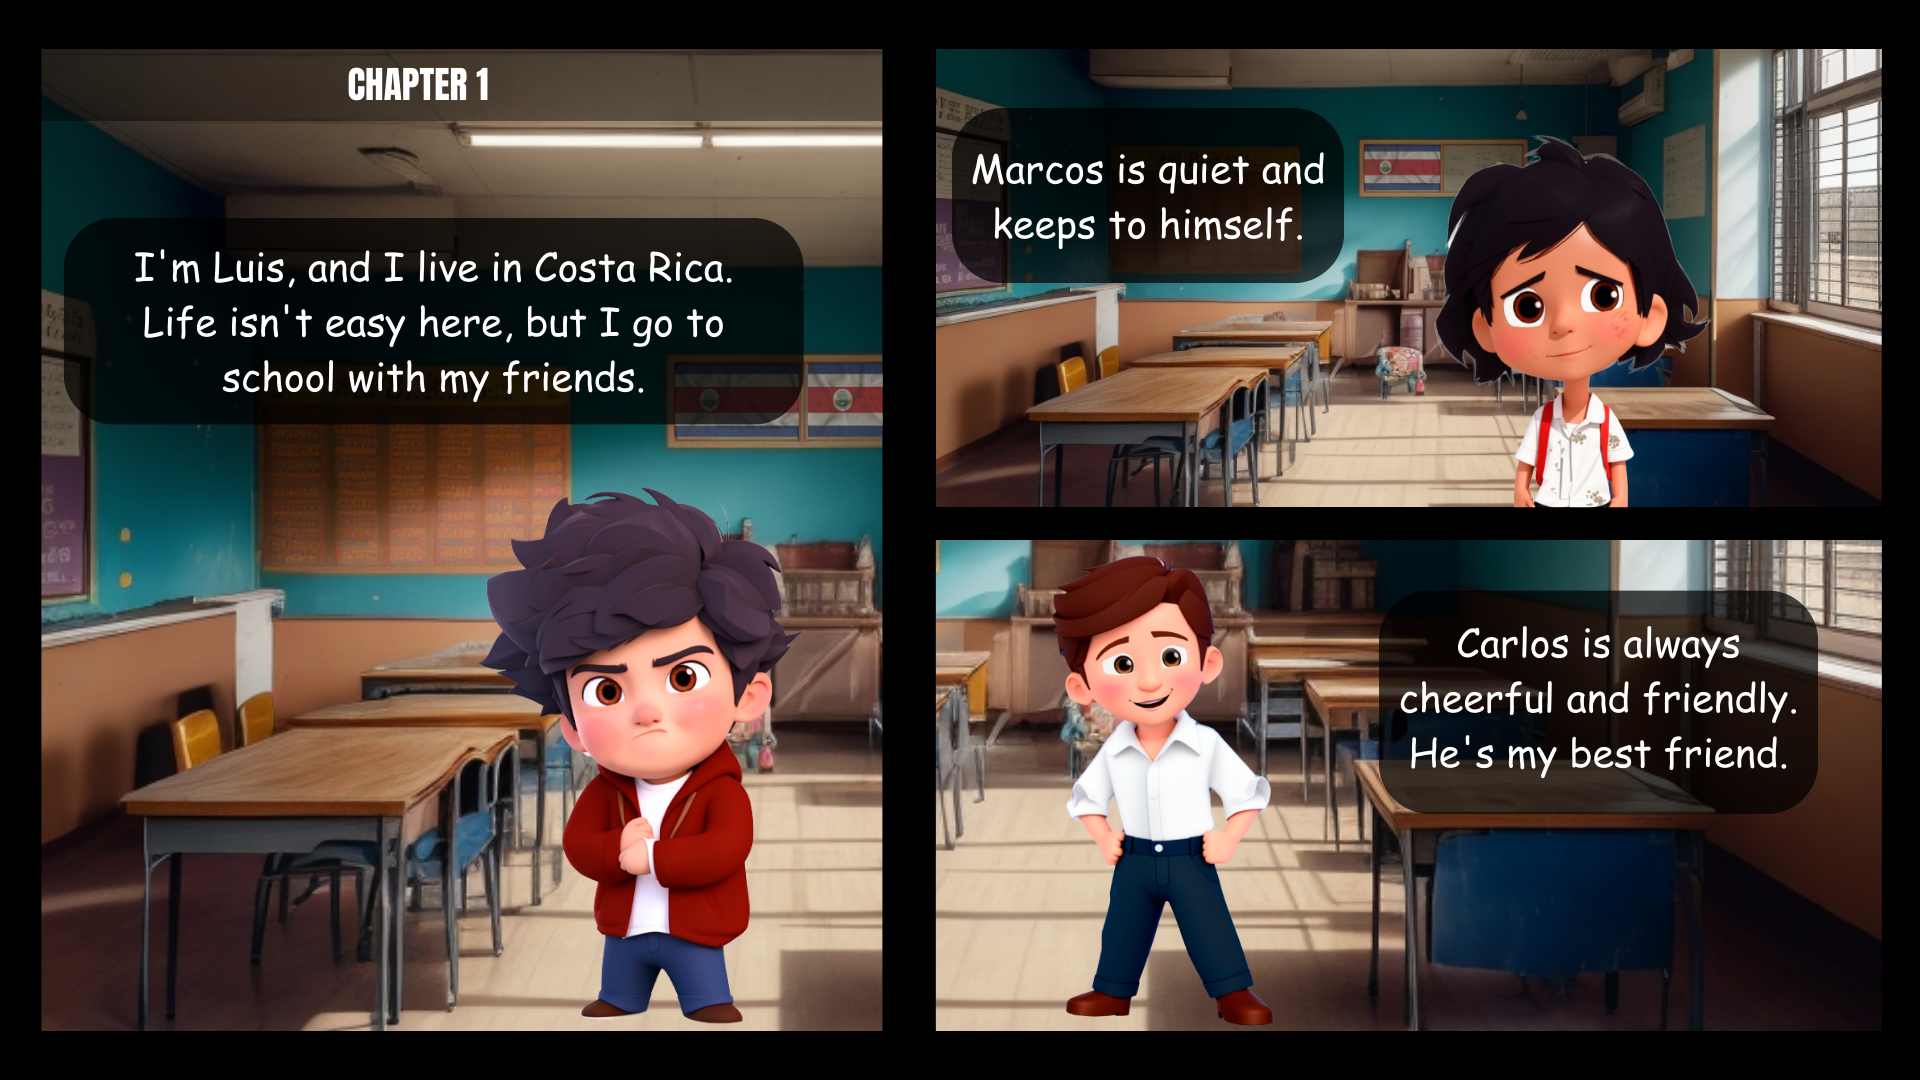 CHAPTER 1
I'm Luis, and I live in Costa Rica.
Life isn't easy here, but I go to
school with my friends.
Marcos is quiet and
keeps to himself.
Carlos is always
cheerful and friendly.
He's my best friend.